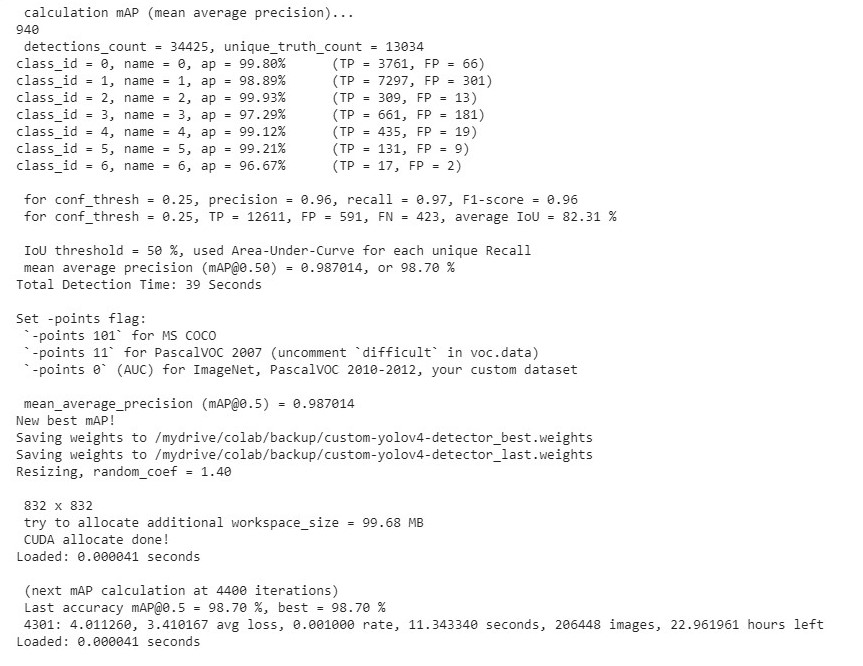 calculation mAP (mean average precision)...
940
detections_count = 34425, unique_truth_count = 13034
class_id = 0, name = 0, ap = 99.80%      (TP = 3761, FP = 66)
class_id = 1, name = 1, ap = 98.89%      (TP = 7297, FP = 301)
class_id = 2, name = 2, ap = 99.93%      (TP = 309, FP = 13)
class_id = 3, name = 3, ap = 97.29%      (TP = 661, FP = 181)
class_id = 4, name = 4, ap = 99.12%      (TP = 435, FP = 19)
class_id = 5, name = 5, ap = 99.21%      (TP = 131, FP = 9)
class_id = 6, name = 6, ap = 96.67%      (TP = 17, FP = 2)
for conf_thresh = 0.25, precision = 0.96, recall = 0.97, F1-score = 0.96
for conf_thresh = 0.25, TP = 12611, FP = 591, FN = 423, average IoU = 82.31 %
IoU threshold = 50 %, used Area-Under-Curve for each unique Recall
mean average precision (mAP@0.50) = 0.987014, or 98.70 %
Total Detection Time: 39 Seconds
Set -points flag:
`-points 101` for MS COCO
`-points 11` for PascalVOC 2007 (uncomment `difficult` in voc.data)
`-points 0` (AUC) for ImageNet, PascalVOC 2010-2012, your custom dataset
mean_average_precision (mAP@0.5) = 0.987014
New best mAP!
Saving weights to /mydrive/colab/backup/custom-yolov4-detector_best.weights
Saving weights to /mydrive/colab/backup/custom-yolov4-detector_last.weights
Resizing, random_coef = 1.40
832 x 832
try to allocate additional workspace_size = 99.68 MB
CUDA allocate done!
Loaded: 0.000041 seconds
(next mAP calculation at 4400 iterations)
Last accuracy mAP@0.5 = 98.70 %, best = 98.70 %
4301: 4.011260, 3.410167 avg loss, 0.001000 rate, 11.343340 seconds, 206448 images, 22.961961 hours left
Loaded: 0.000041 seconds